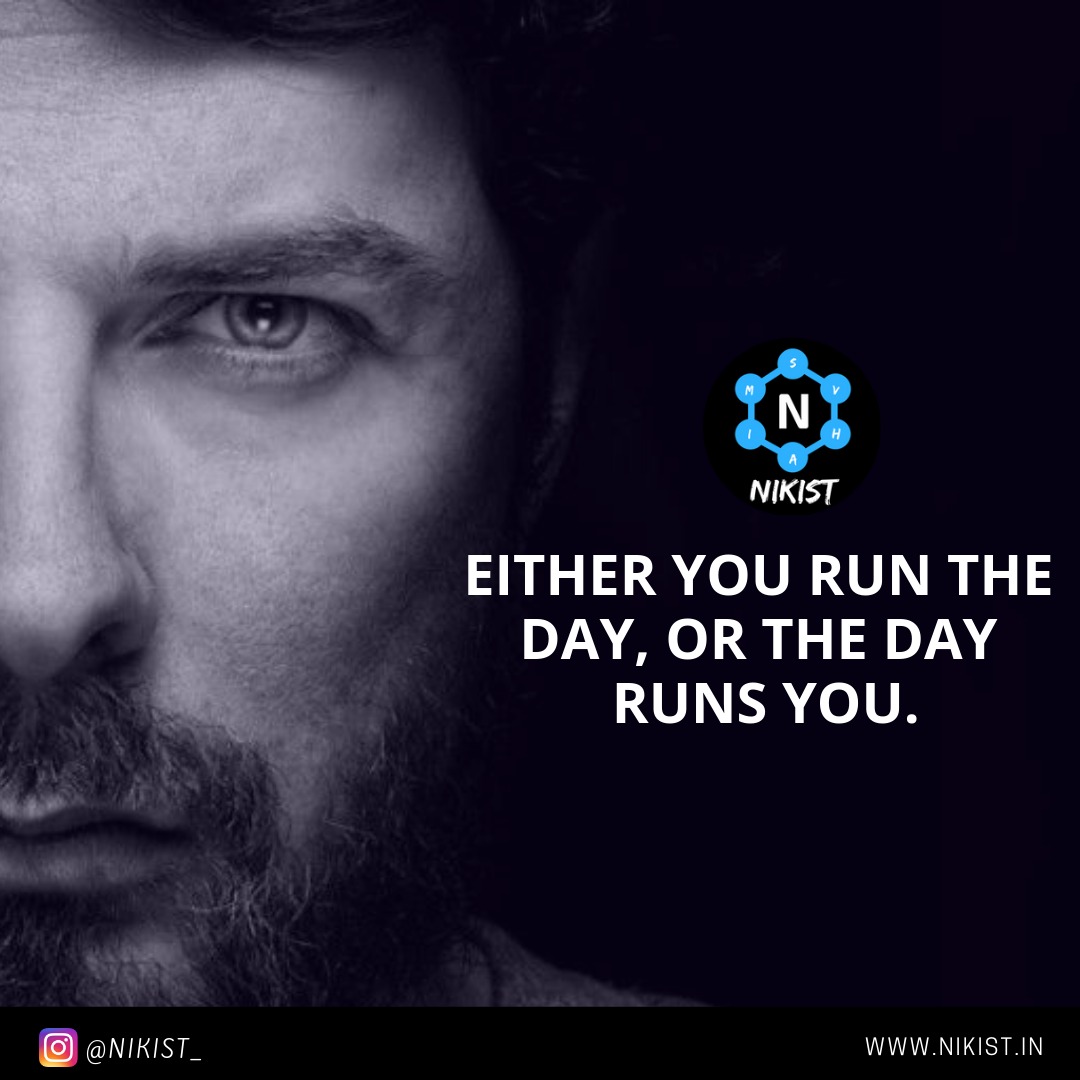 S
M V
N
I H
A
NIKIST
EITHER YOU RUN THE
DAY, OR THE DAY
RUNS YOU.
@NIKIST_
WWW.NIKIST.IN